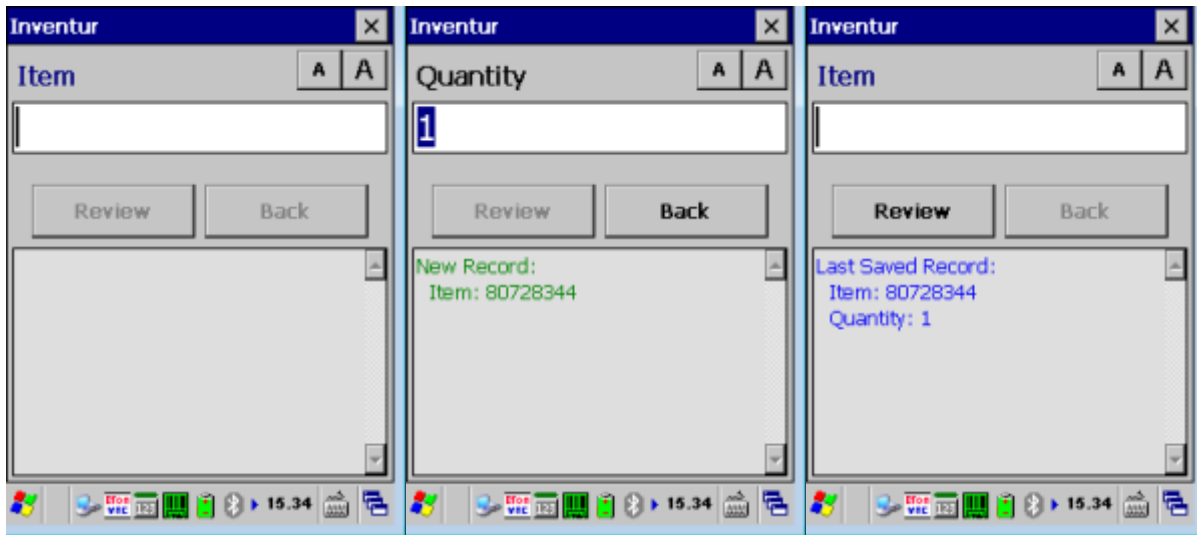 Inventur
Item
A A
Review Back
15.34
Inventur
Quantity
A A
1
Review Back
New Record:
Item: 80728344
15.34
Inventur
Item
A A
Review Back
Last Saved Record:
Item: 80728344
Quantity: 1
15.34